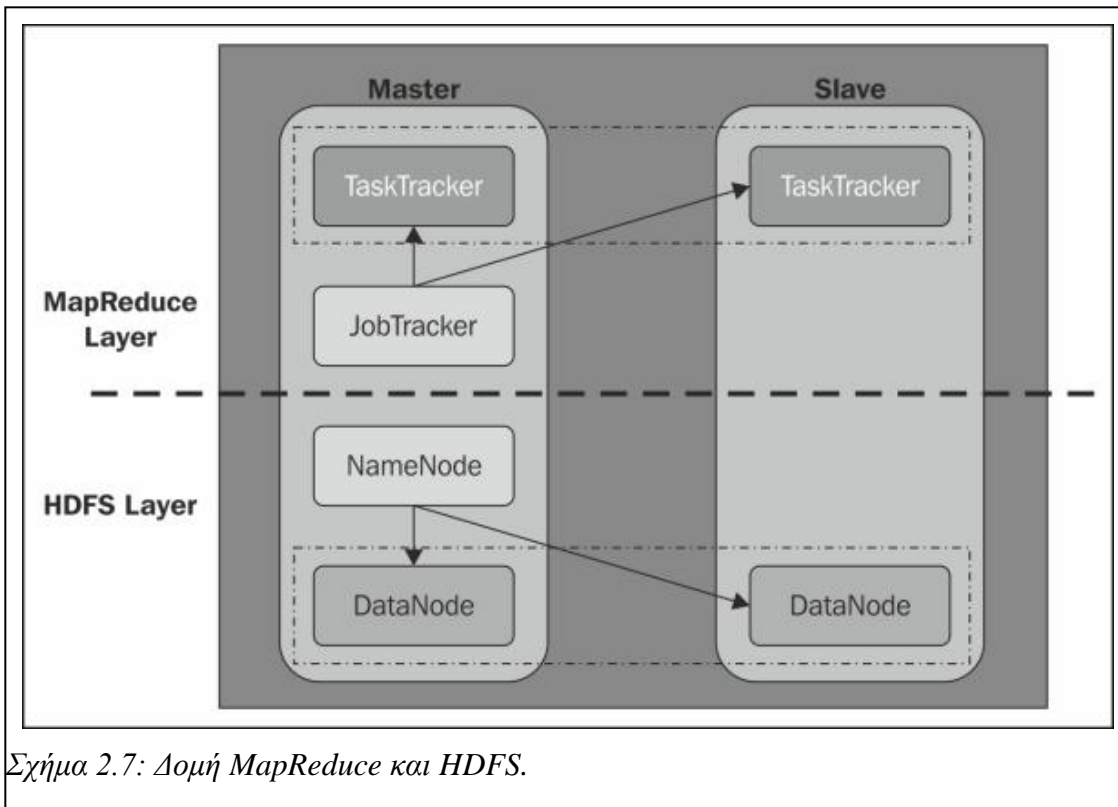 Master
Slave
TaskTracker
TaskTracker
MapReduce
Layer
JobTracker
NameNode
HDFS Layer
DataNode
DataNode
Σχήμα 2.7: Δομή MapReduce και HDFS.